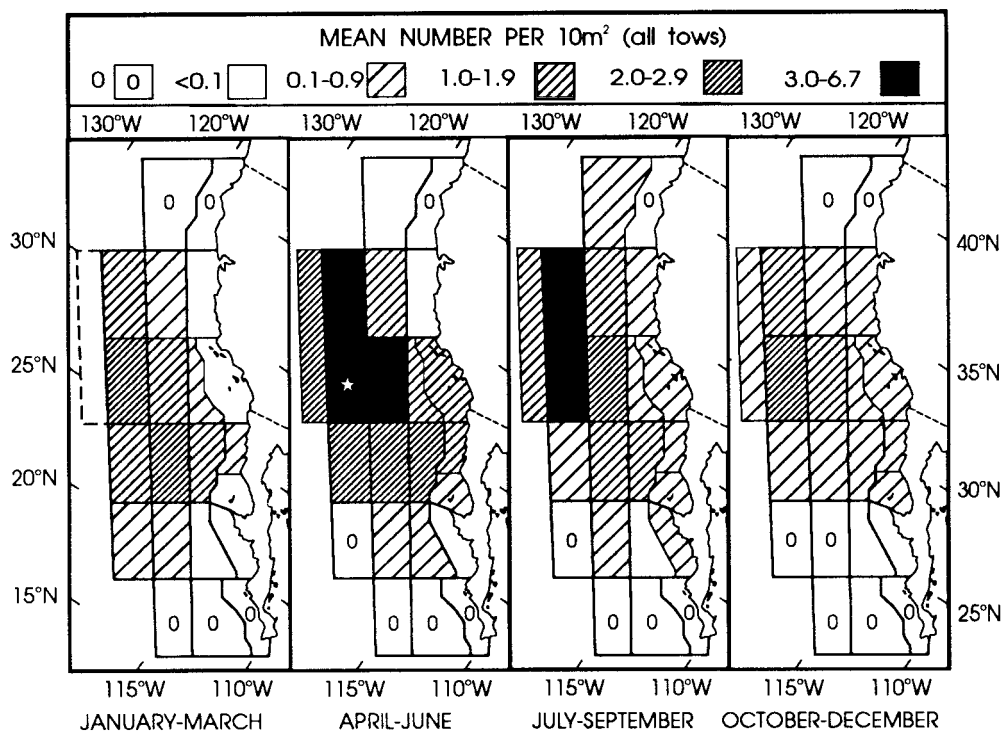 MEAN NUMBER PER 10m² (all tows)
0 0 <0.1 0.1-0.9 1.0-1.9 2.0-2.9 3.0-6.7
130°W 120°W 130°W 120°W 130°W 120°W 130°W 120°W
0 0 0 0 0 0
30°N 40°N
25°N 35°N
20°N 30°N
0 0 0 0
15°N 25°N
0 0 0 0 0 0 0 0 0 0 0 0
115°W 110°W 115°W 110°W 115°W 110°W 115°W 110°W
JANUARY-MARCH APRIL-JUNE JULY-SEPTEMBER OCTOBER-DECEMBER